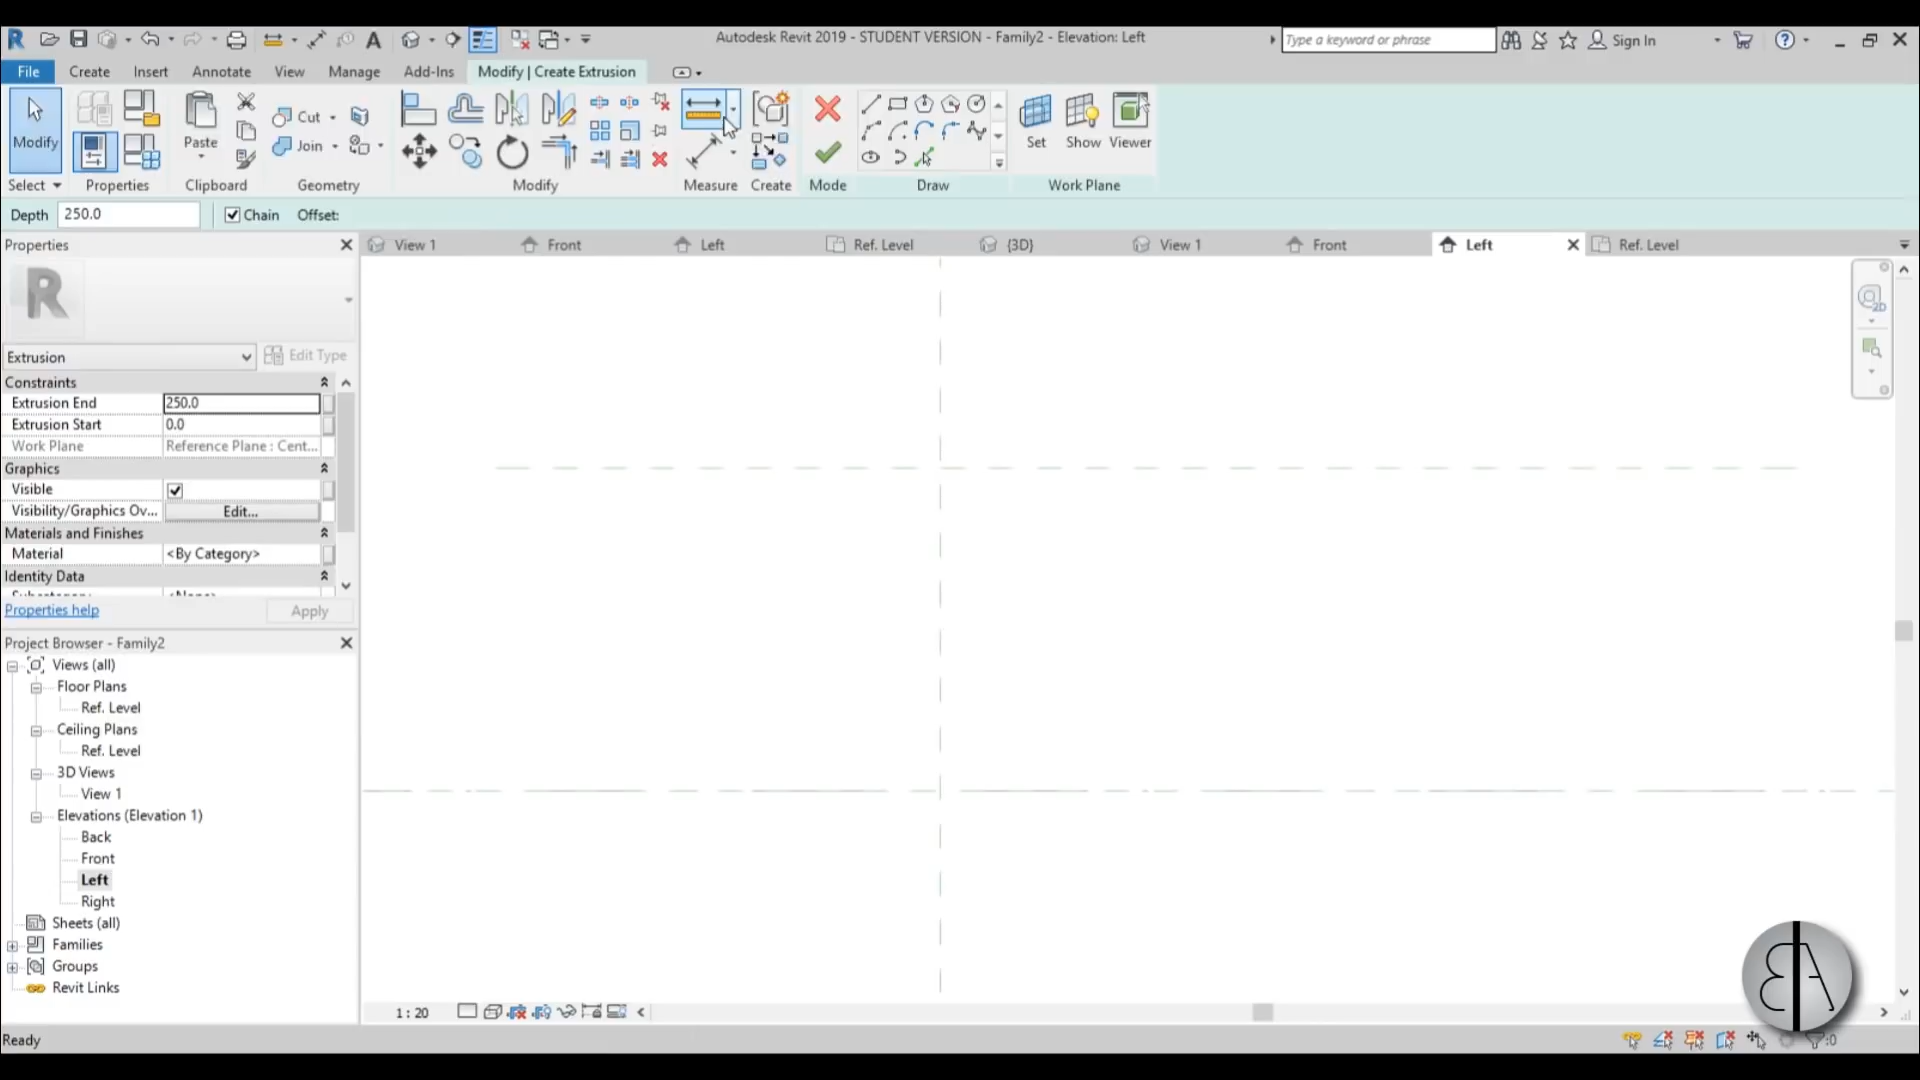 Autodesk Revit 2019 - STUDENT VERSION - Family2 - Elevation: Left
Type a keyword or phrase
Sign In
File Create Insert Annotate View Manage Add-Ins Modify | Create Extrusion
Modify
Paste
Cut
Join
Set Show Viewer
Select Properties Clipboard Geometry Modify Measure Create Mode Draw Work Plane
Depth 250.0 Chain Offset:
Properties
View 1 Front Left Ref. Level {3D} View 1 Front Left Ref. Level
Extrusion Edit Type
Constraints
Extrusion End 250.0
Extrusion Start 0.0
Work Plane Reference Plane : Cent...
Graphics
Visible
Visibility/Graphics Ov... Edit...
Materials and Finishes
Material <By Category>
Identity Data
Properties help Apply
Project Browser - Family2
Views (all)
Floor Plans
Ref. Level
Ceiling Plans
Ref. Level
3D Views
View 1
Elevations (Elevation 1)
Back
Front
Left
Right
Sheets (all)
Families
Groups
Revit Links
1 : 20
Ready
:0